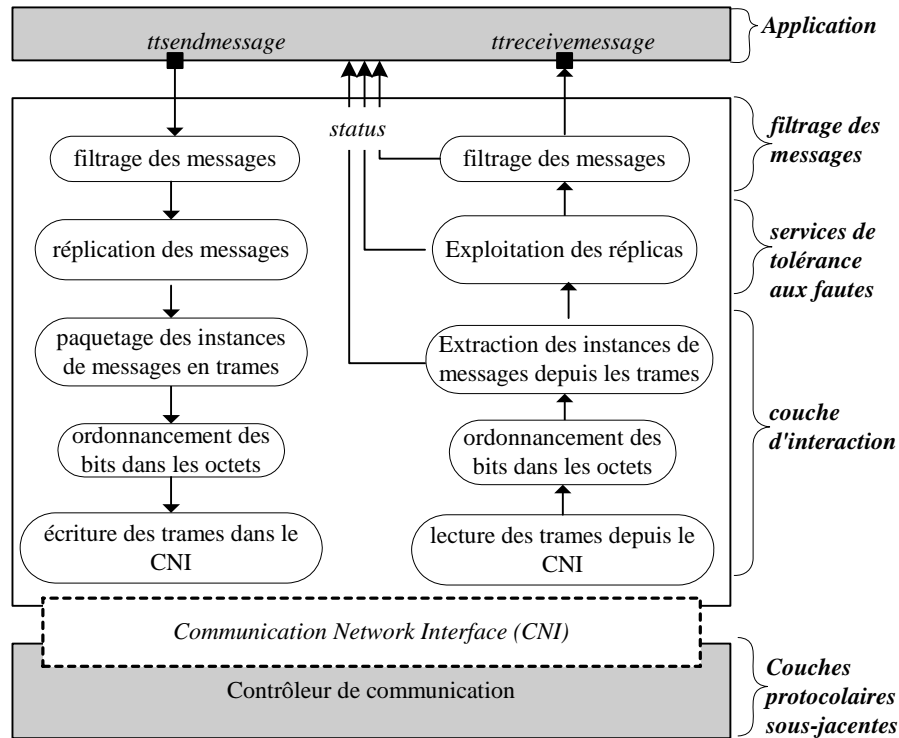 ttsendmessage
ttreceivemessage
Application
status
filtrage des messages
filtrage des messages
filtrage des
messages
réplication des messages
Exploitation des réplicas
services de
tolérance
aux fautes
paquetage des instances
de messages en trames
Extraction des instances de
messages depuis les trames
couche
d'interaction
ordonnancement des
bits dans les octets
ordonnancement des
bits dans les octets
écriture des trames dans le
CNI
lecture des trames depuis le
CNI
Communication Network Interface (CNI)
Contrôleur de communication
Couches
protocolaires
sous-jacentes